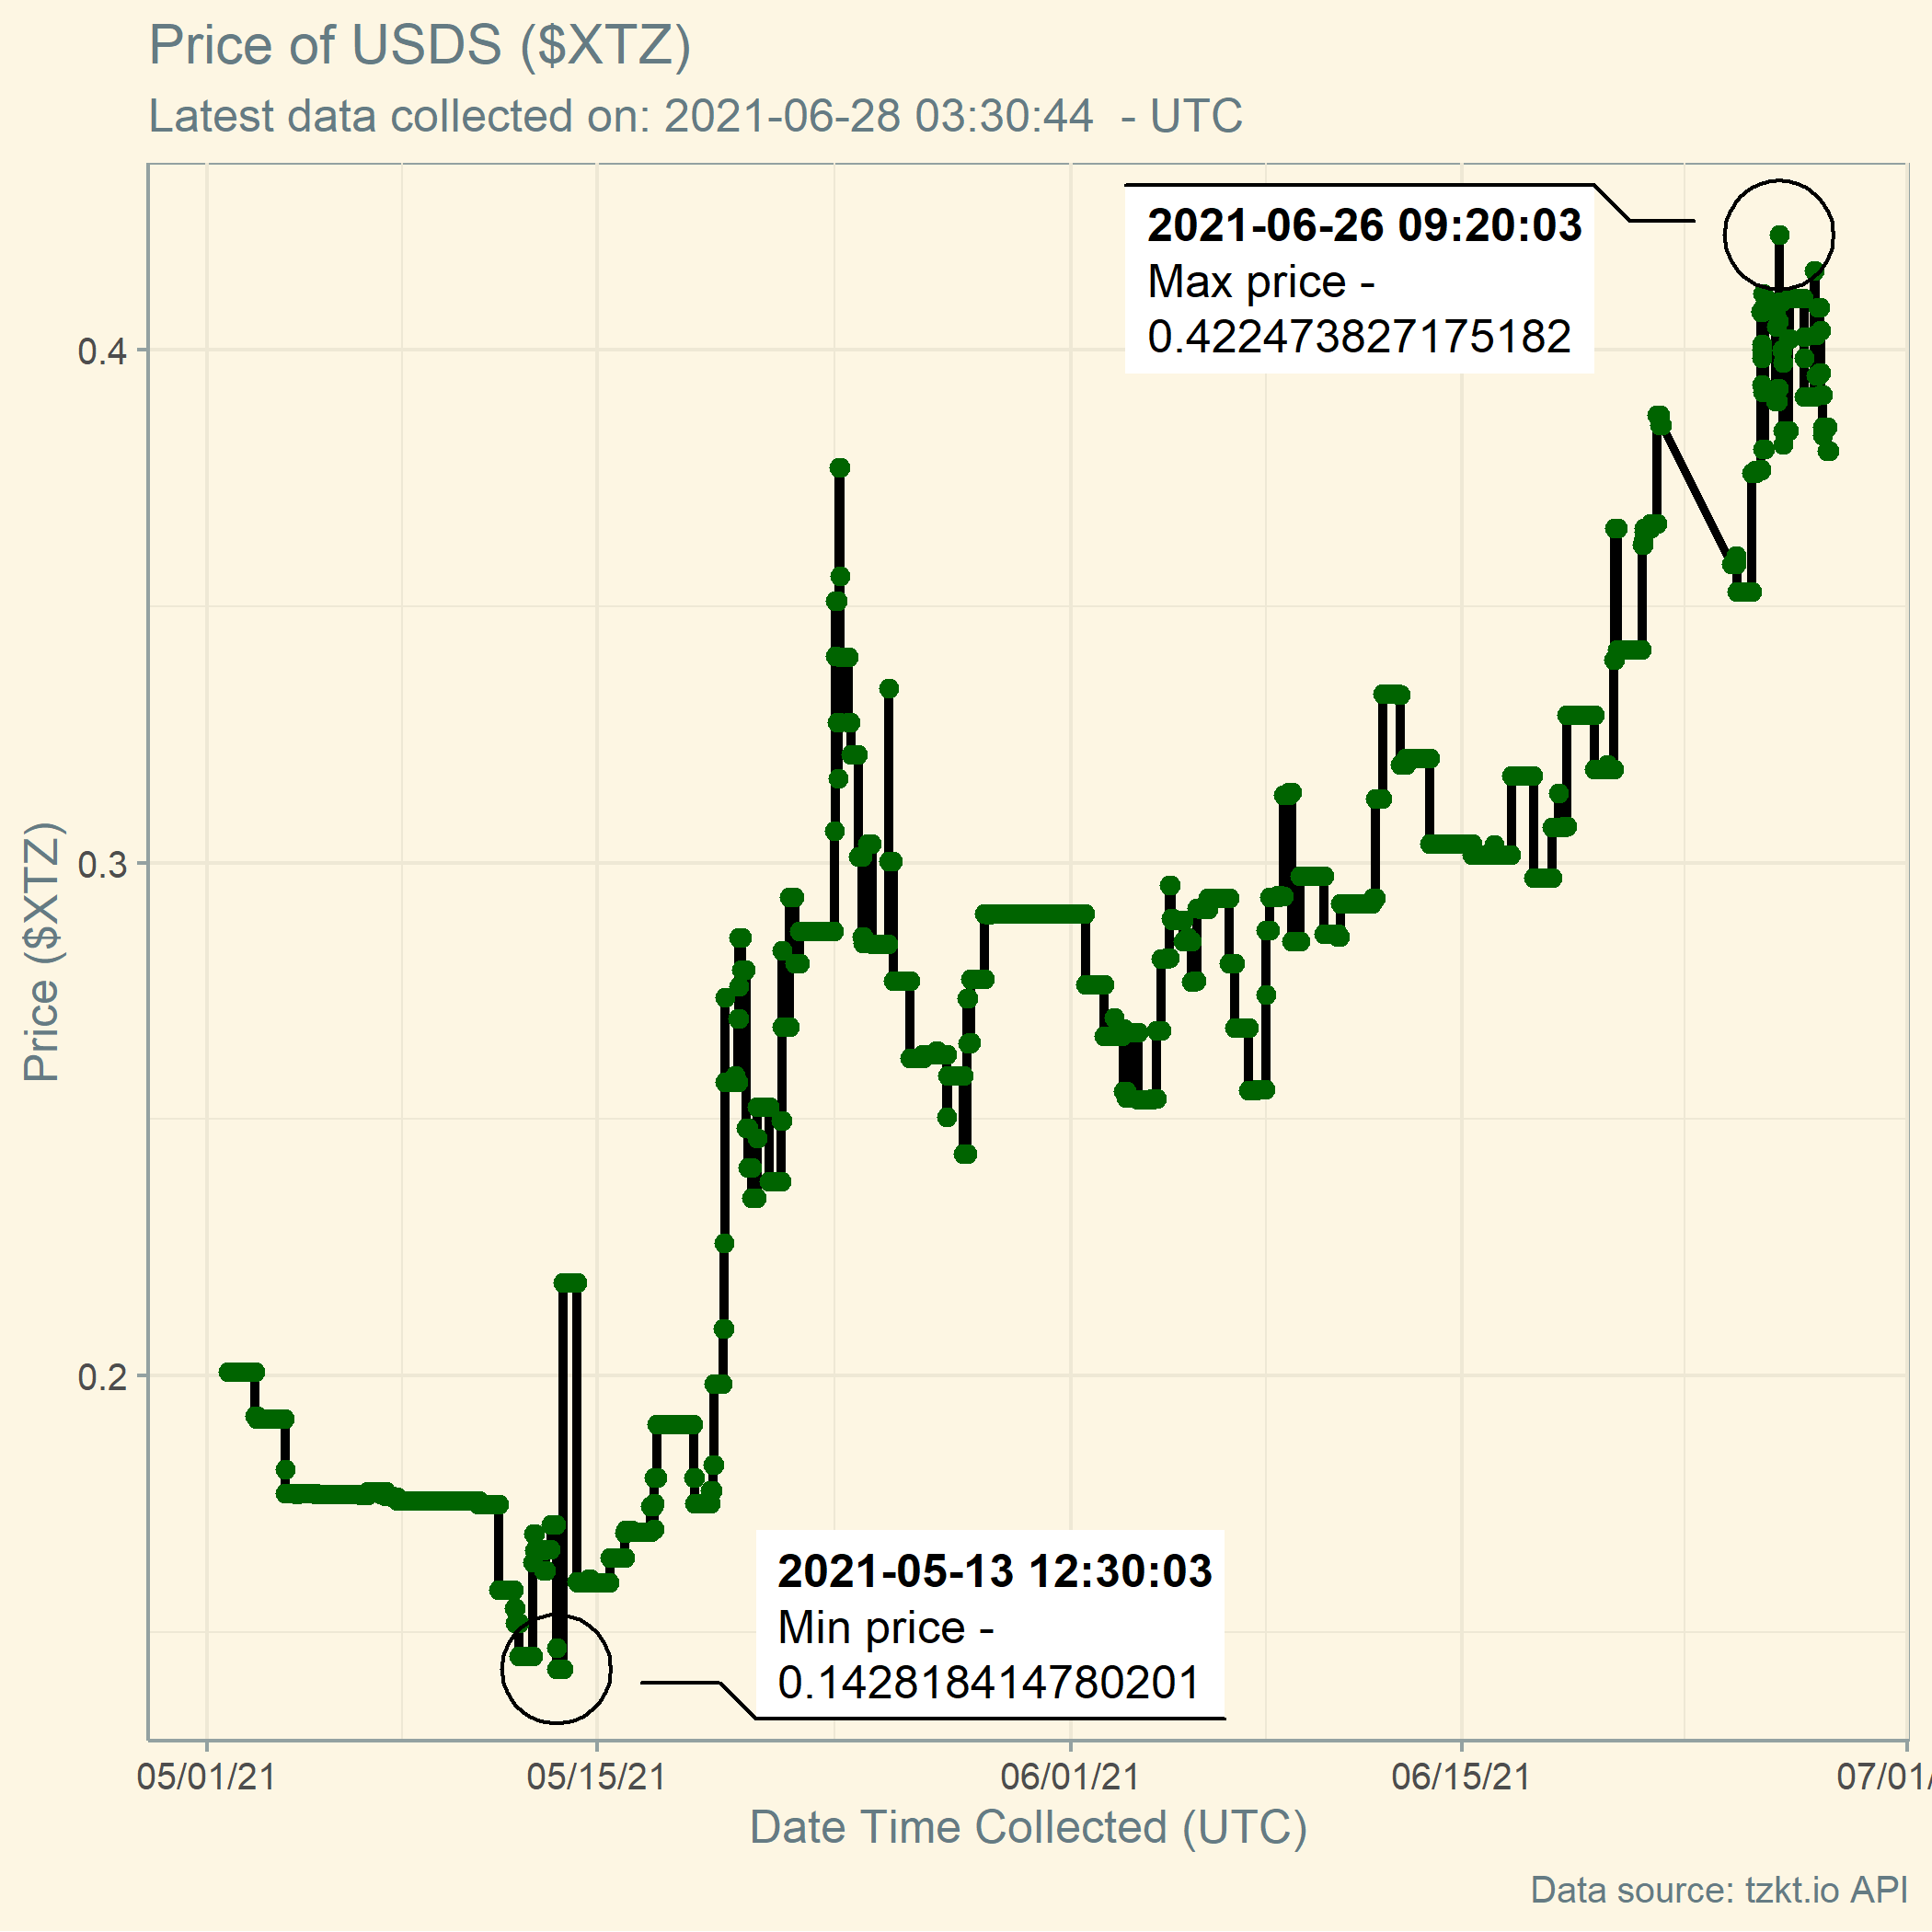 Price of USDS ($XTZ)
Latest data collected on: 2021-06-28 03:30:44  - UTC
2021-06-26 09:20:03
Max price -
0.422473827175182
0.4
0.3
0.2
Price ($XTZ)
2021-05-13 12:30:03
Min price -
0.142818414780201
05/01/21
05/15/21
06/01/21
06/15/21
07/01/
Date Time Collected (UTC)
Data source: tzkt.io API